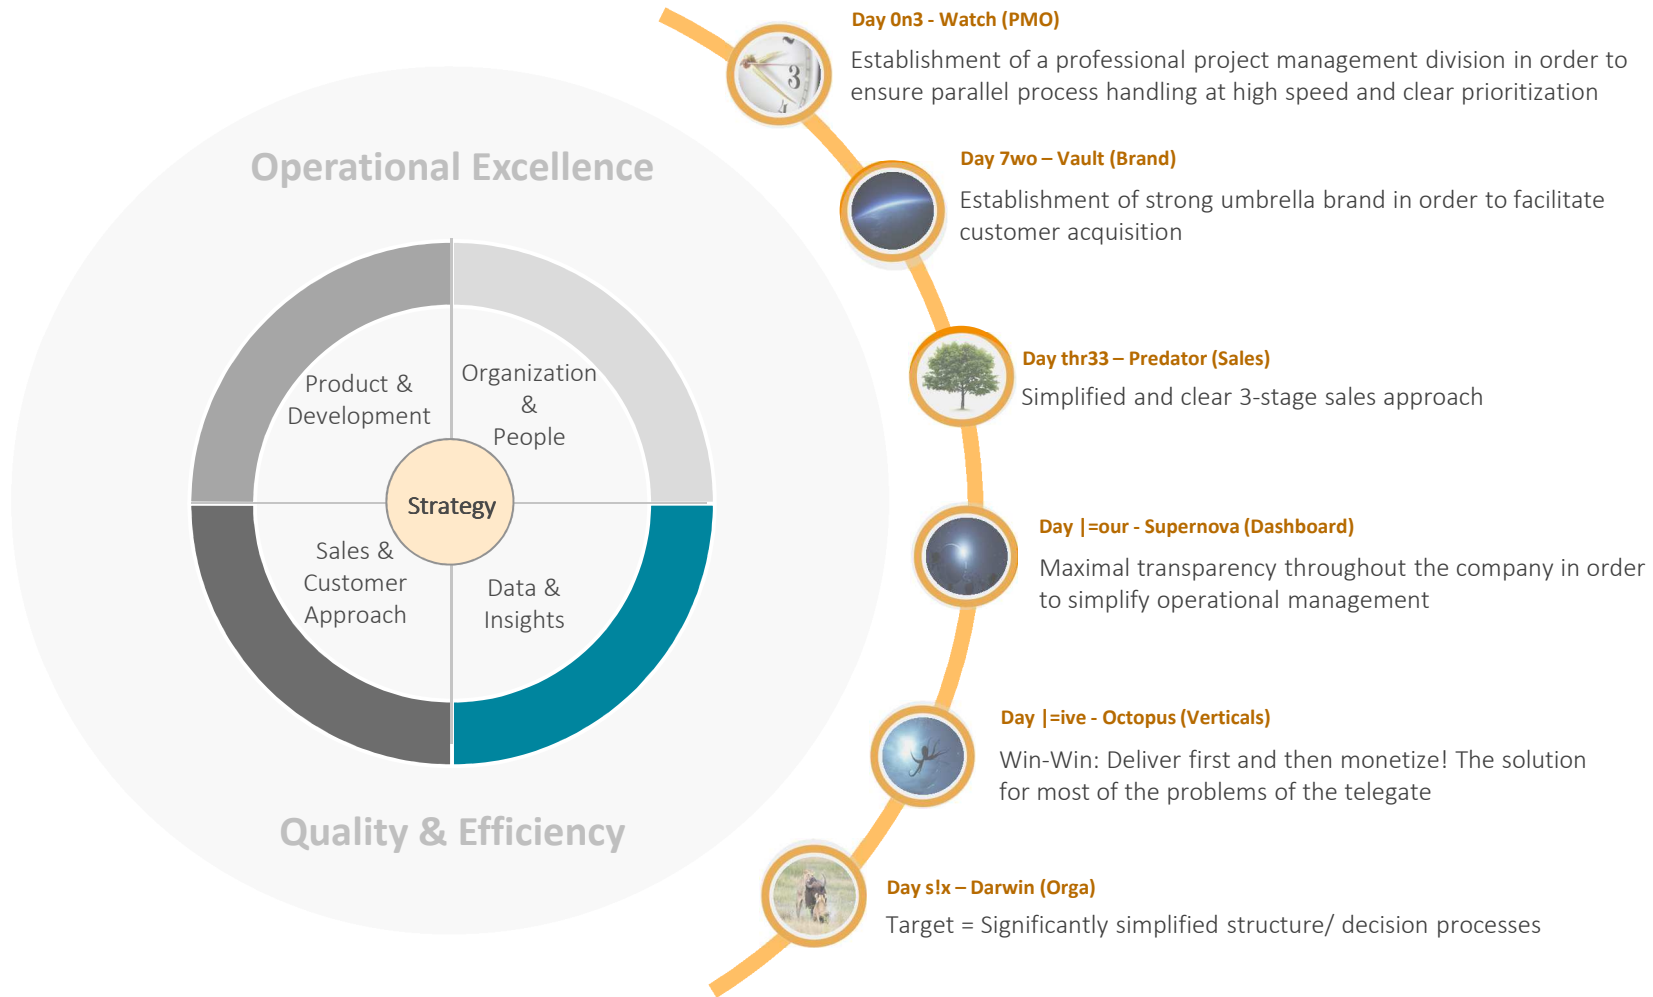 Operational Excellence
Product &
Development
Organization
&
People
Strategy
Sales &
Customer
Approach
Data &
Insights
Quality & Efficiency
Day 0n3 - Watch (PMO)
Establishment of a professional project management division in order to
ensure parallel process handling at high speed and clear prioritization
3
4
Day 7wo – Vault (Brand)
Establishment of strong umbrella brand in order to facilitate
customer acquisition
Day thr33 – Predator (Sales)
Simplified and clear 3-stage sales approach
Day |=our - Supernova (Dashboard)
Maximal transparency throughout the company in order
to simplify operational management
Day |=ive - Octopus (Verticals)
Win-Win: Deliver first and then monetize! The solution
for most of the problems of the telegate
Day s!x – Darwin (Orga)
Target = Significantly simplified structure/ decision processes